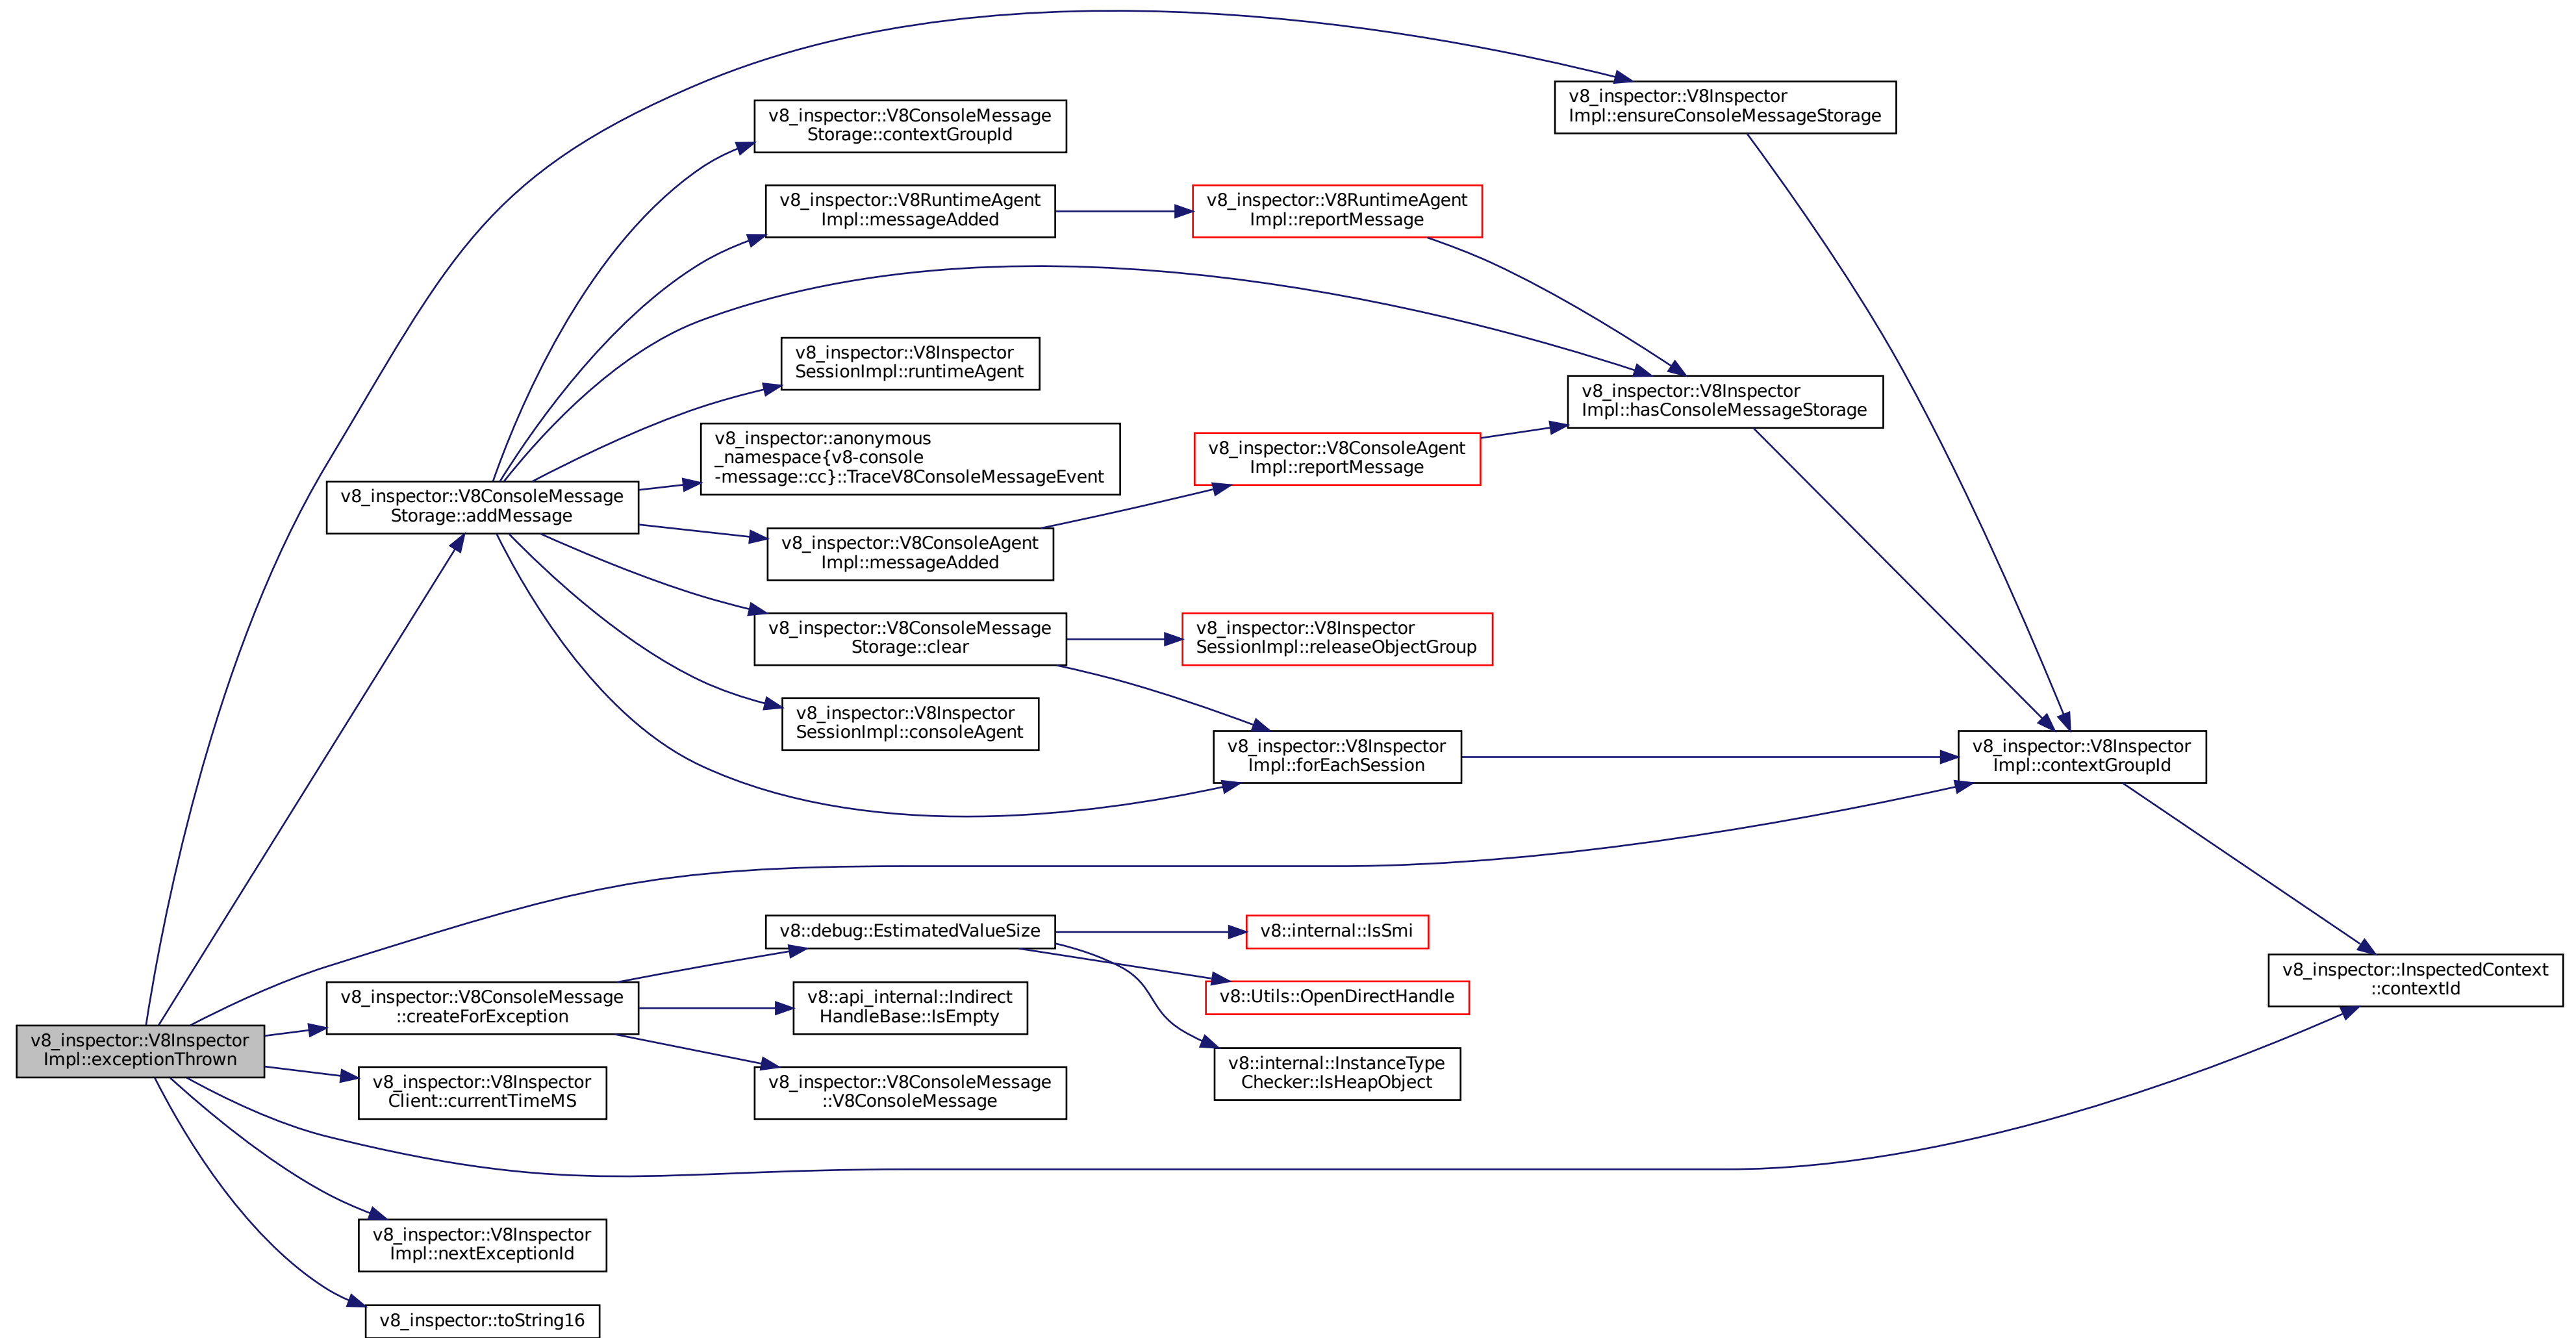 v8_inspector::V8Inspector
Impl::ensureConsoleMessageStorage
v8_inspector::V8ConsoleMessage
Storage::contextGroupId
v8_inspector::V8RuntimeAgent
Impl::messageAdded
v8_inspector::V8RuntimeAgent
Impl::reportMessage
v8_inspector::V8Inspector
SessionImpl::runtimeAgent
v8_inspector::V8Inspector
Impl::hasConsoleMessageStorage
v8_inspector::anonymous
_namespace{v8-console
-message::cc}::TraceV8ConsoleMessageEvent
v8_inspector::V8ConsoleAgent
Impl::reportMessage
v8_inspector::V8ConsoleMessage
Storage::addMessage
v8_inspector::V8ConsoleAgent
Impl::messageAdded
v8_inspector::V8ConsoleMessage
Storage::clear
v8_inspector::V8Inspector
SessionImpl::releaseObjectGroup
v8_inspector::V8Inspector
SessionImpl::consoleAgent
v8_inspector::V8Inspector
Impl::forEachSession
v8_inspector::V8Inspector
Impl::contextGroupId
v8::debug::EstimatedValueSize
v8::internal::IsSmi
v8_inspector::InspectedContext
::contextId
v8_inspector::V8ConsoleMessage
::createForException
v8::api_internal::Indirect
HandleBase::IsEmpty
v8::Utils::OpenDirectHandle
v8_inspector::V8Inspector
Impl::exceptionThrown
v8::internal::InstanceType
Checker::IsHeapObject
v8_inspector::V8Inspector
Client::currentTimeMS
v8_inspector::V8ConsoleMessage
::V8ConsoleMessage
v8_inspector::V8Inspector
Impl::nextExceptionId
v8_inspector::toString16